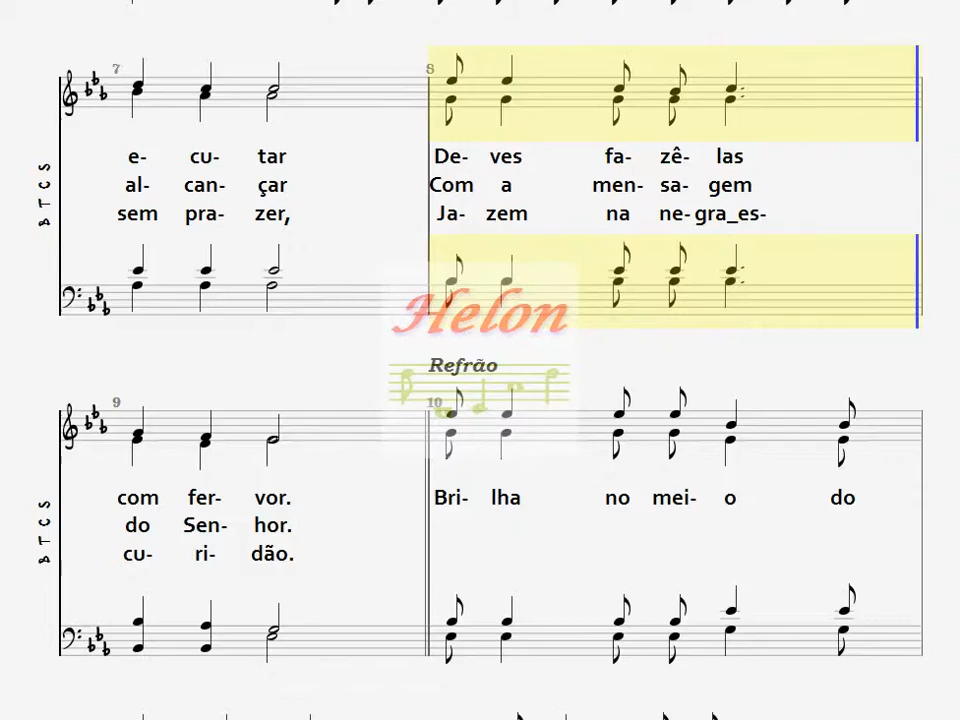 7 8
e- cu- tar De- ves fa- zê- las
al- can- çar Com a men- sa- gem
sem pra- zer, Ja- zem na ne- gra_es-
B T C S
Helon
Refrão
9 10
com fer- vor. Bri- lha no mei- o do
do Sen- hor.
cu- ri- dão.
B T C S